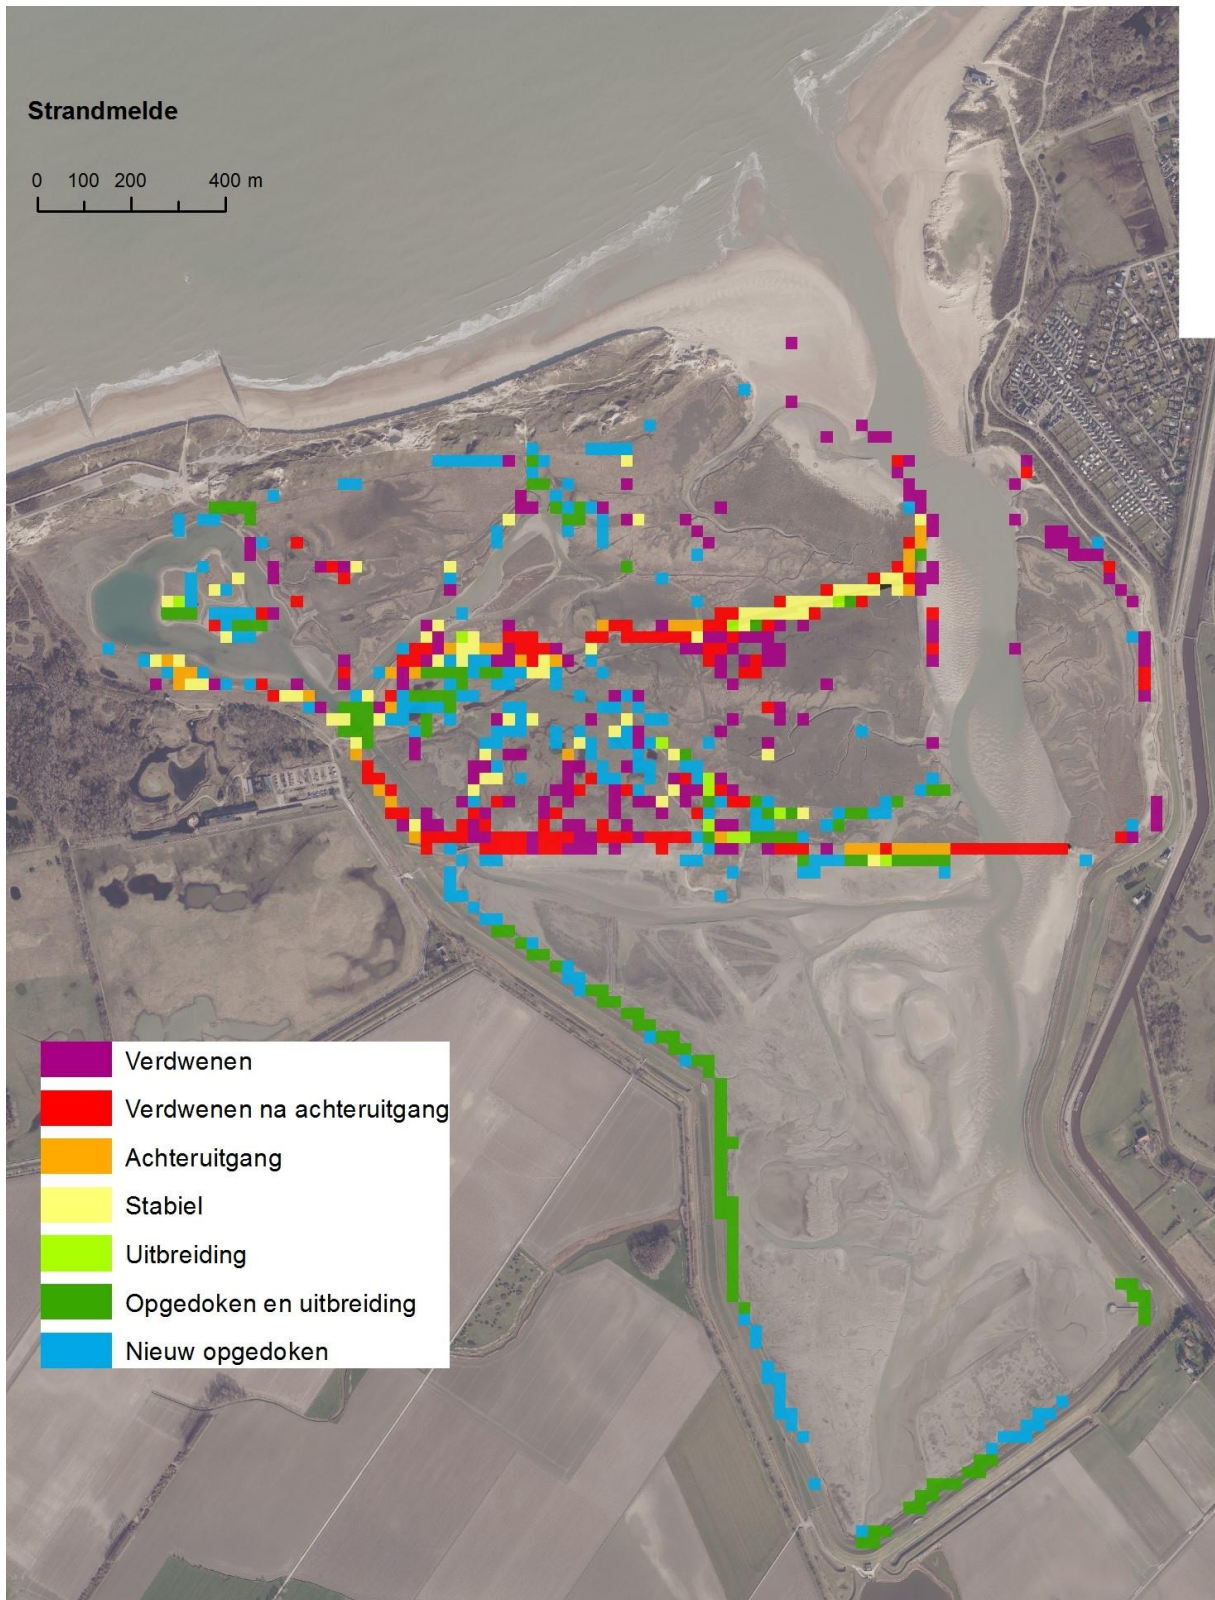 Strandmelde
0 100 200 400 m
Verdwenen
Verdwenen na achteruitgang
Achteruitgang
Stabiel
Uitbreiding
Opgedoken en uitbreiding
Nieuw opgedoken